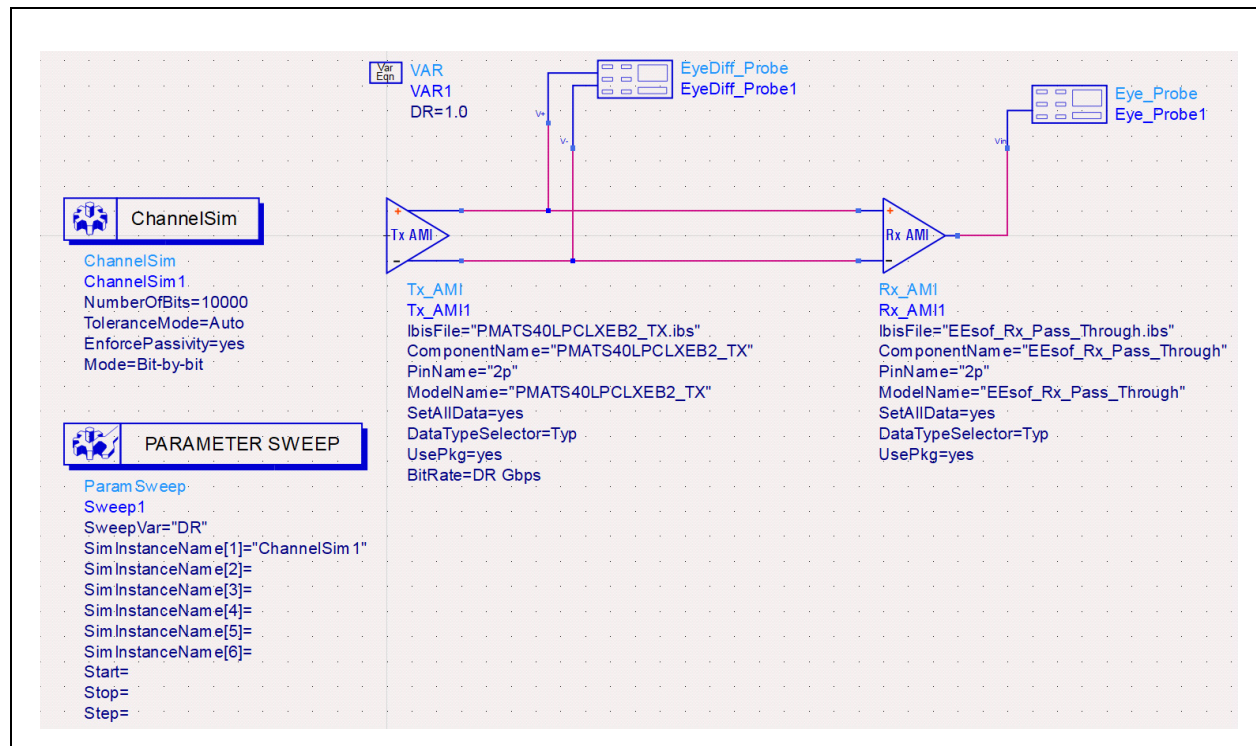 Var
Eqn
VAR
VAR1
DR=1.0
EyeDiff_Probe
EyeDiff_Probe1
V+
V-
Eye_Probe
Eye_Probe1
Vin
ChannelSim
ChannelSim
ChannelSim1
NumberOfBits=10000
ToleranceMode=Auto
EnforcePassivity=yes
Mode=Bit-by-bit
+
Tx AMI
–
Tx_AMI
Tx_AMI1
IbisFile="PMATS40LPCLXEB2_TX.ibs"
ComponentName="PMATS40LPCLXEB2_TX"
PinName="2p"
ModelName="PMATS40LPCLXEB2_TX"
SetAllData=yes
DataTypeSelector=Typ
UsePkg=yes
BitRate=DR Gbps
+
Rx AMI
–
Rx_AMI
Rx_AMI1
IbisFile="EEsof_Rx_Pass_Through.ibs"
ComponentName="EEsof_Rx_Pass_Through"
PinName="2p"
ModelName="EEsof_Rx_Pass_Through"
SetAllData=yes
DataTypeSelector=Typ
UsePkg=yes
PARAMETER SWEEP
ParamSweep
Sweep1
SweepVar="DR"
SimInstanceName[1]="ChannelSim1"
SimInstanceName[2]=
SimInstanceName[3]=
SimInstanceName[4]=
SimInstanceName[5]=
SimInstanceName[6]=
Start=
Stop=
Step=